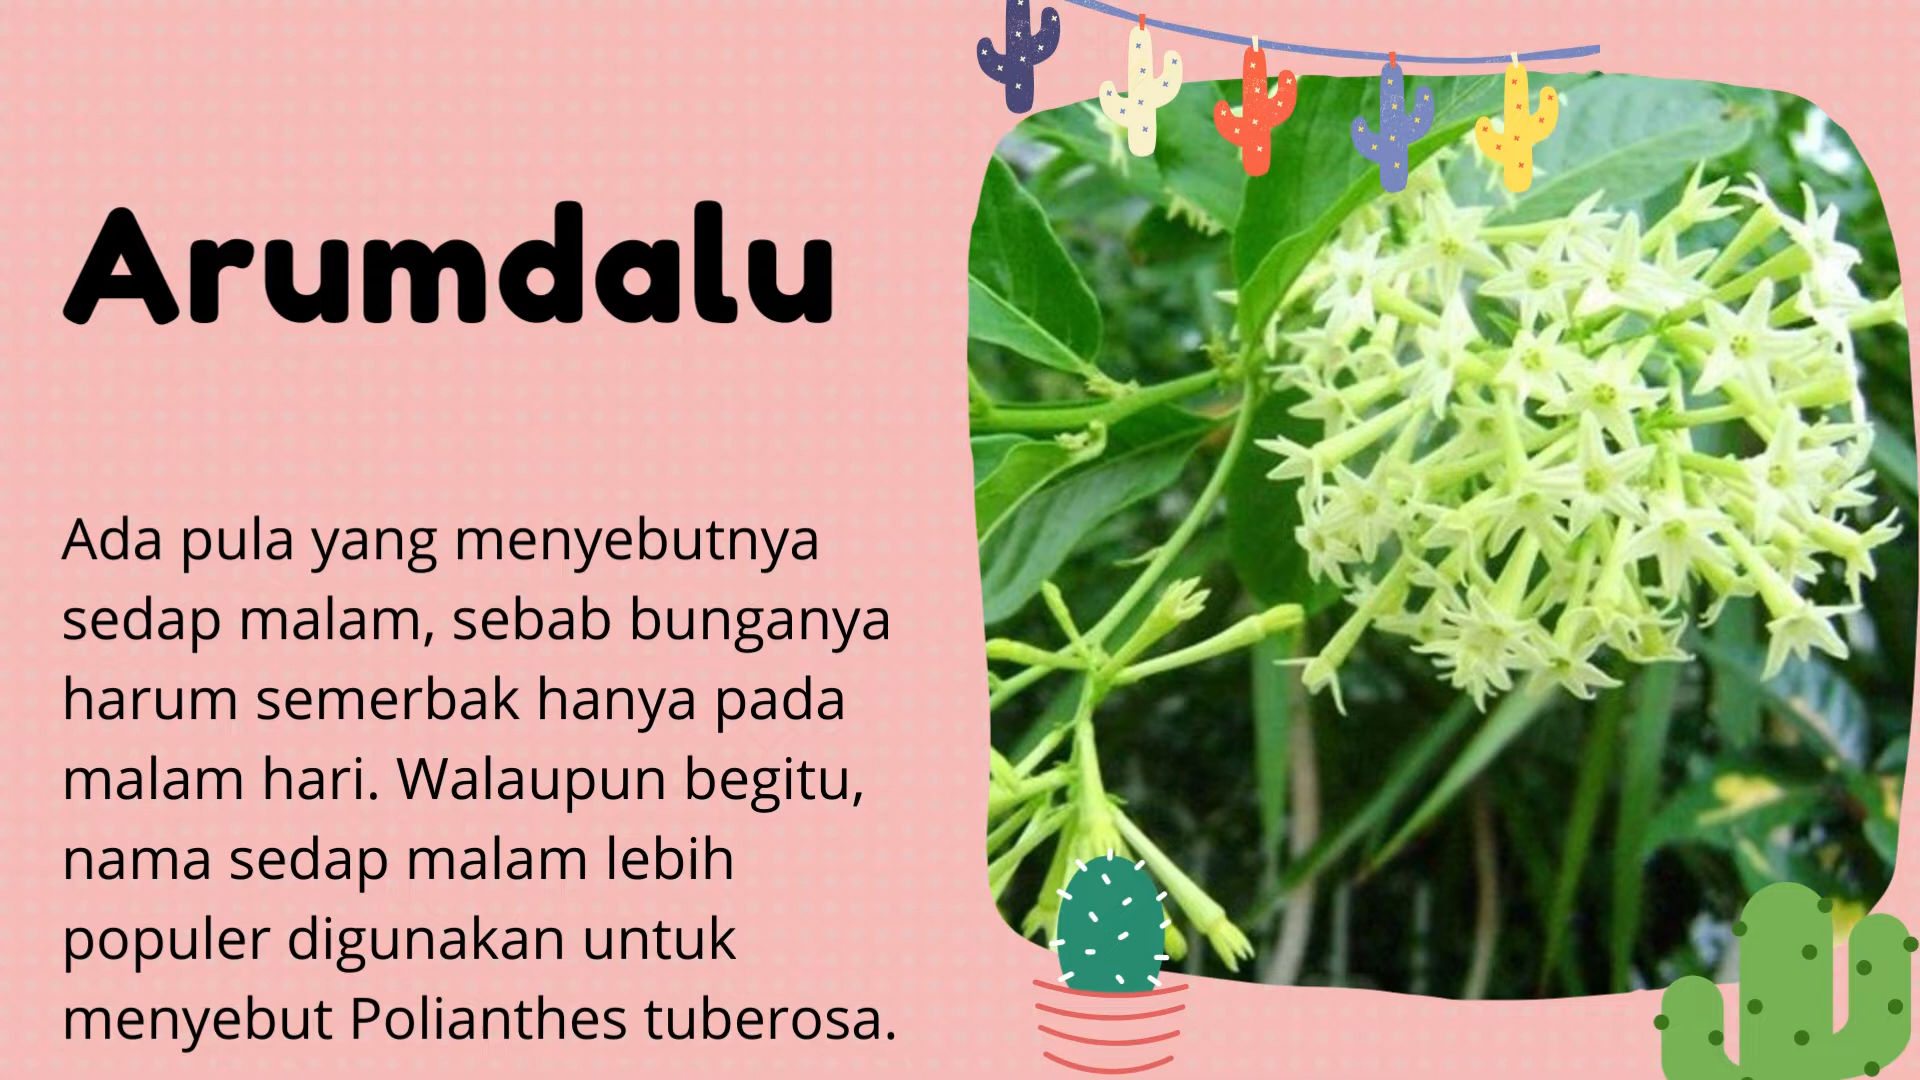 Arumdalu
Ada pula yang menyebutnya
sedap malam, sebab bunganya
harum semerbak hanya pada
malam hari. Walaupun begitu,
nama sedap malam lebih
populer digunakan untuk
menyebut Polianthes tuberosa.